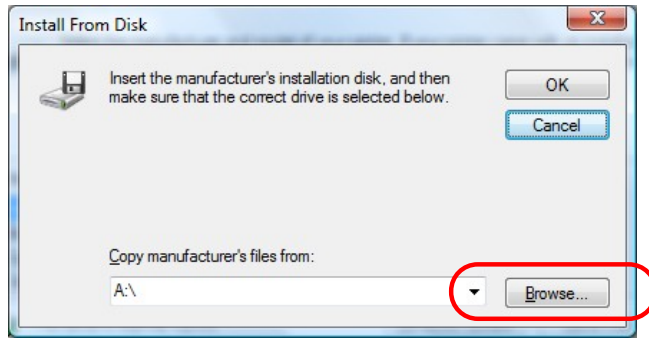 Install From Disk
Insert the manufacturer's installation disk, and then
make sure that the correct drive is selected below.
OK
Cancel
Copy manufacturer's files from:
A:\
Browse...